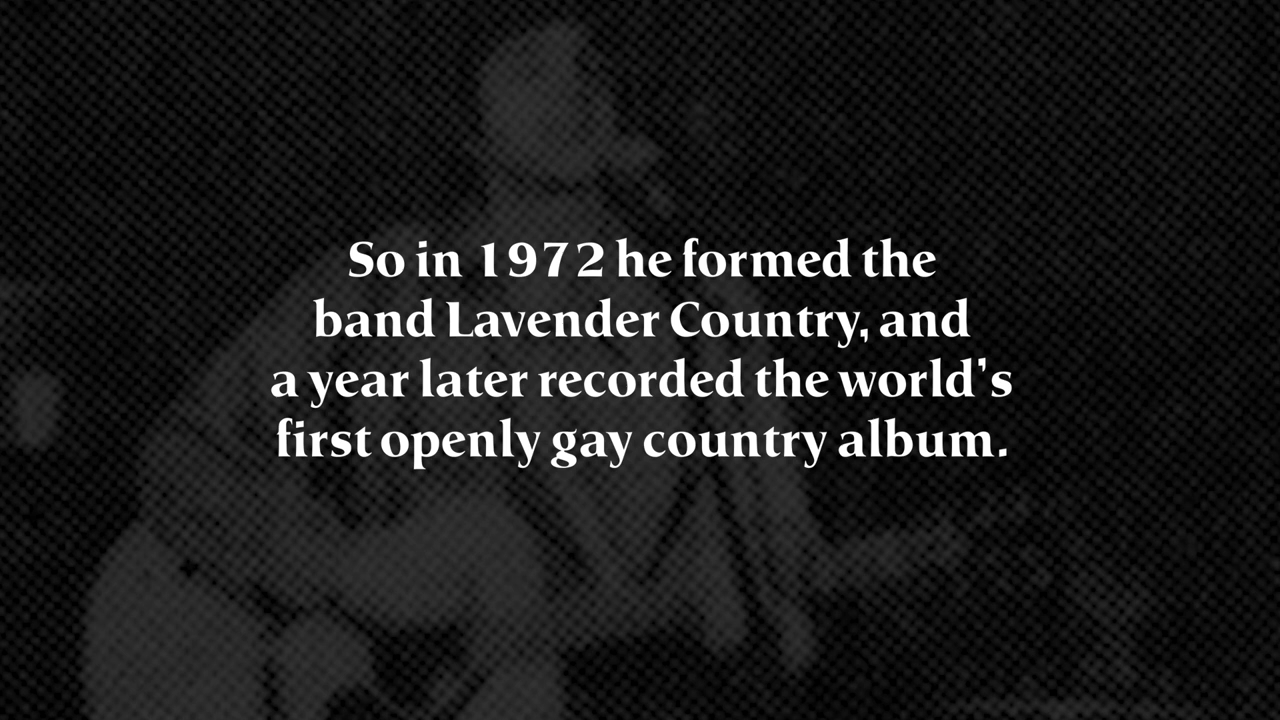 So in 1972 he formed the
band Lavender Country, and
a year later recorded the world's
first openly gay country album.